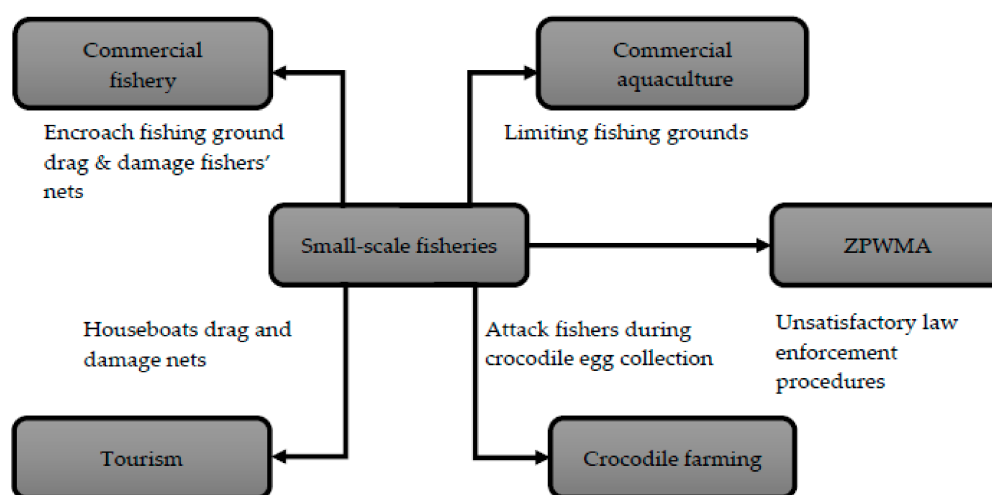 Commercial
fishery
Commercial
aquaculture
Encroach fishing ground
drag & damage fishers’
nets
Limiting fishing grounds
Small-scale fisheries
ZPWMA
Houseboats drag and
damage nets
Attack fishers during
crocodile egg collection
Unsatisfactory law
enforcement
procedures
Tourism
Crocodile farming